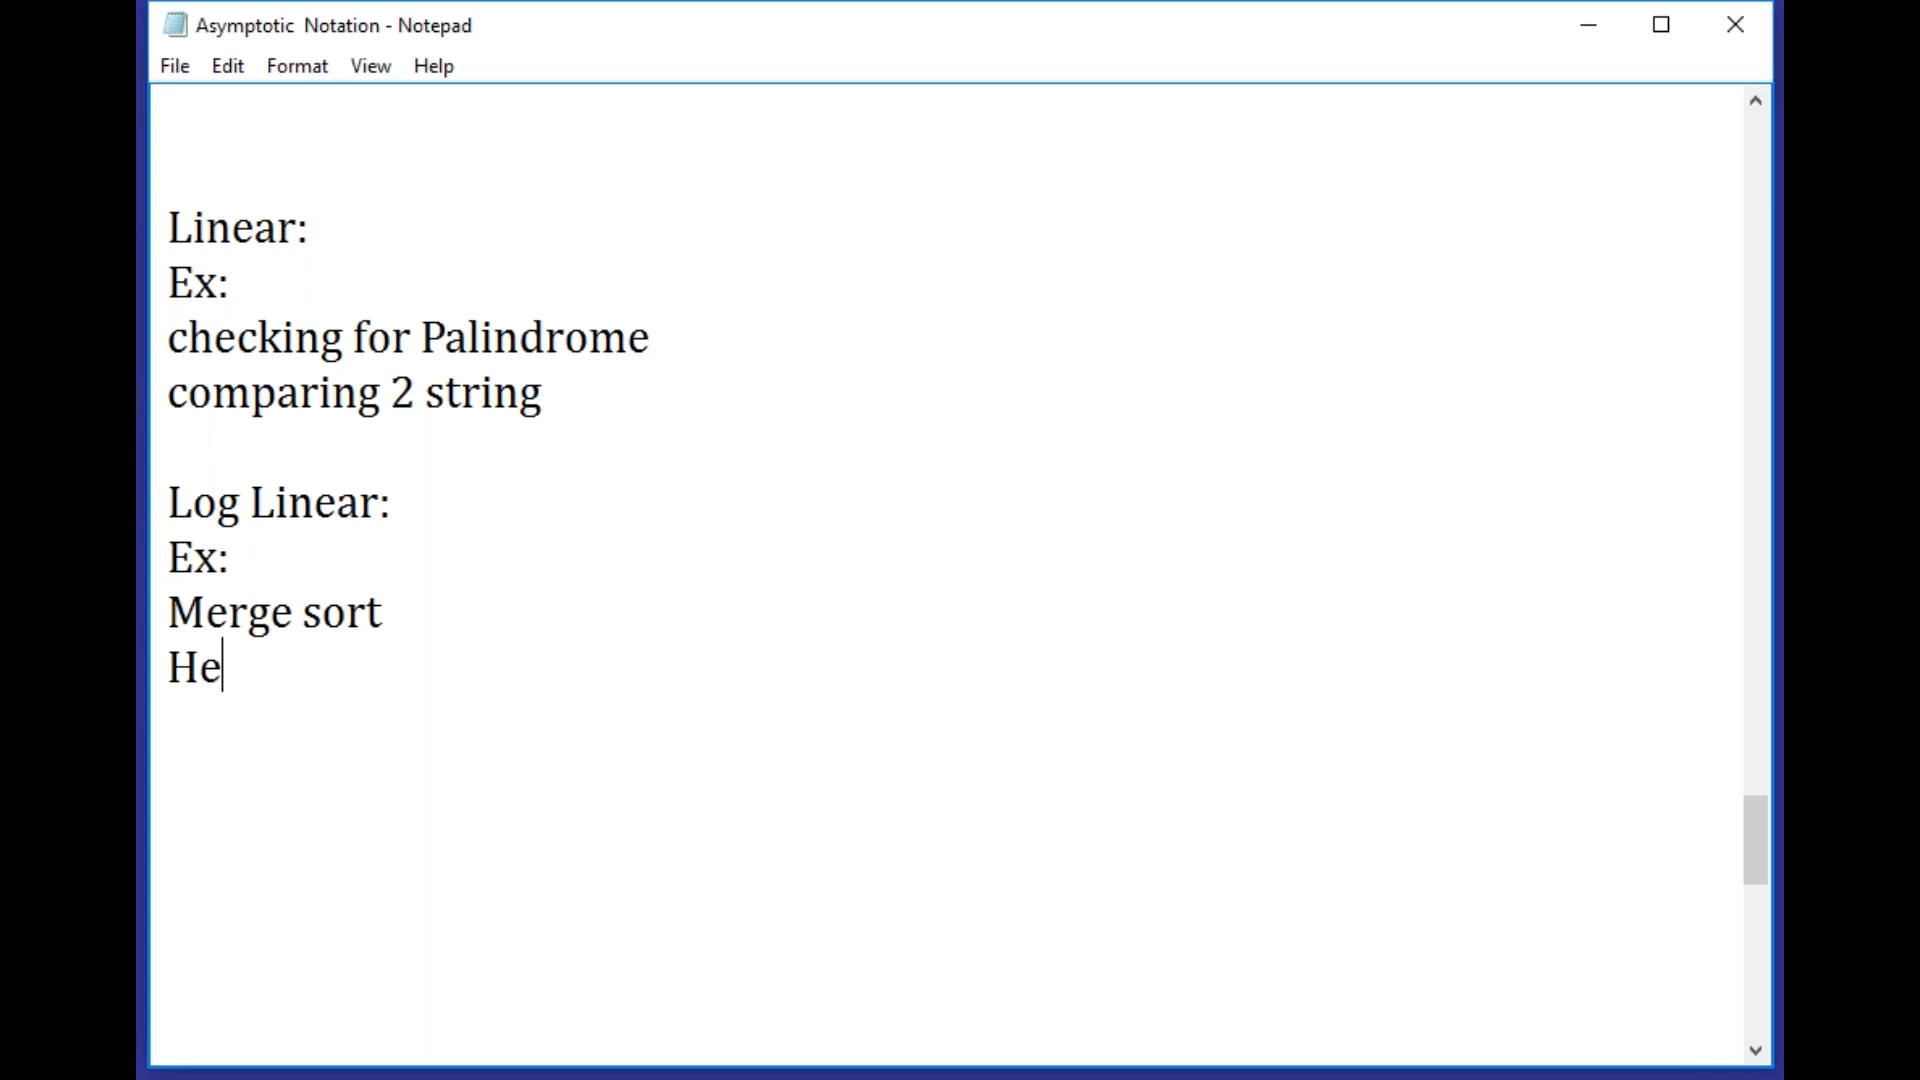 Asymptotic  Notation - Notepad
File Edit Format View Help
Linear:
Ex:
checking for Palindrome
comparing 2 string
Log Linear:
Ex:
Merge sort
He